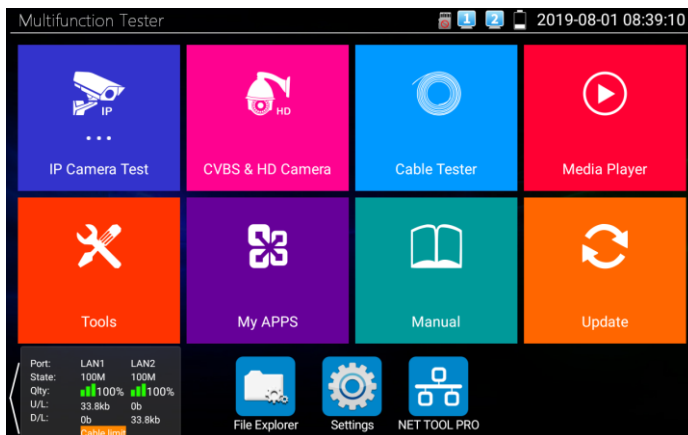 Multifunction Tester 1 2 2019-08-01 08:39:10
IP HD
IP Camera Test CVBS & HD Camera Cable Tester Media Player
Tools My APPS Manual Update
Port: LAN1 LAN2
State: 100M 100M
Qlty: 100% 100%
U/L: 33.8kb 0b
D/L: 0b 33.8kb
Cable limit
File Explorer Settings NET TOOL PRO